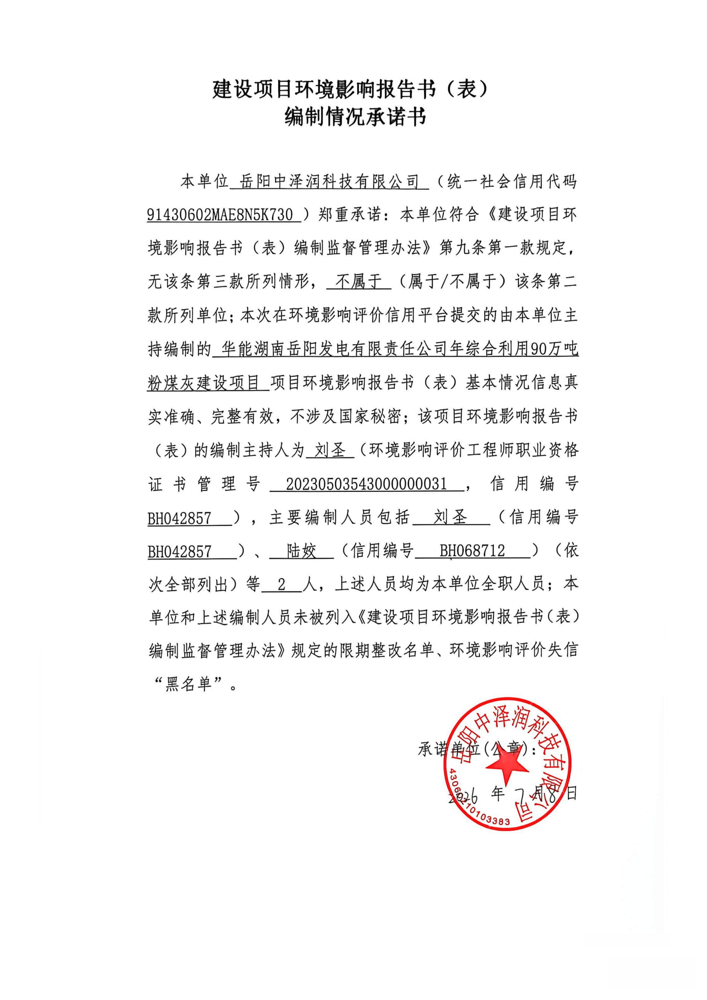 建设项目环境影响报告书（表）
编制情况承诺书
本单位 岳阳中泽润科技有限公司 （统一社会信用代码
91430602MAE8N5K730 ）郑重承诺：本单位符合《建设项目环
境影响报告书（表）编制监督管理办法》第九条第一款规定，
无该条第三款所列情形， 不属于 （属于/不属于）该条第二
款所列单位；本次在环境影响评价信用平台提交的由本单位主
持编制的 华能湖南岳阳发电有限责任公司年综合利用90万吨
粉煤灰建设项目 项目环境影响报告书（表）基本情况信息真
实准确、完整有效，不涉及国家秘密；该项目环境影响报告书
（表）的编制主持人为 刘圣 （环境影响评价工程师职业资格
证书管理号 20230503543000000031 ，信用编号
BH042857 ），主要编制人员包括 刘圣 （信用编号
BH042857 ）、 陆姣 （信用编号 BH068712 ）（依
次全部列出）等 2 人，上述人员均为本单位全职人员；本
单位和上述编制人员未被列入《建设项目环境影响报告书（表）
编制监督管理办法》规定的限期整改名单、环境影响评价失信
“黑名单”。
承诺单位(公章)：
2026 年 7 月 8 日
岳阳中泽润科技有限公司
43060210103383